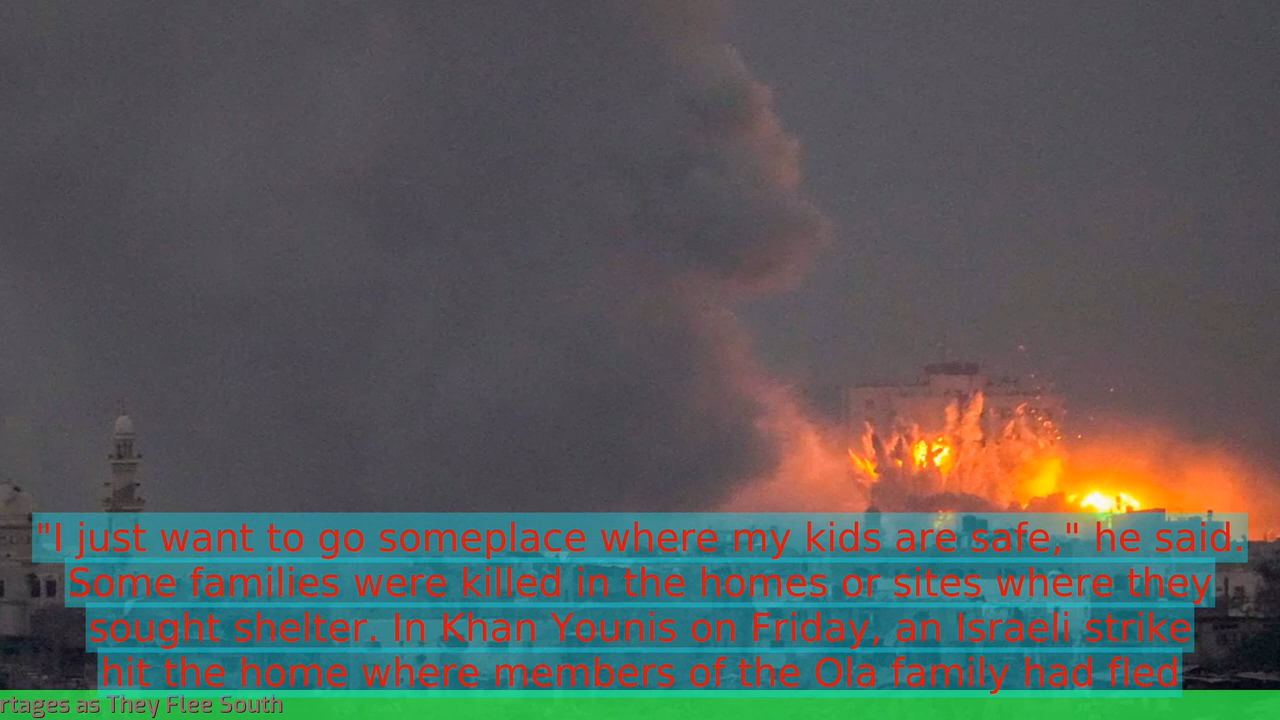 "I just want to go someplace where my kids are safe," he said.
Some families were killed in the homes or sites where they
sought shelter. In Khan Younis on Friday, an Israeli strike
hit the home where members of the Ola family had fled
as They Flee South